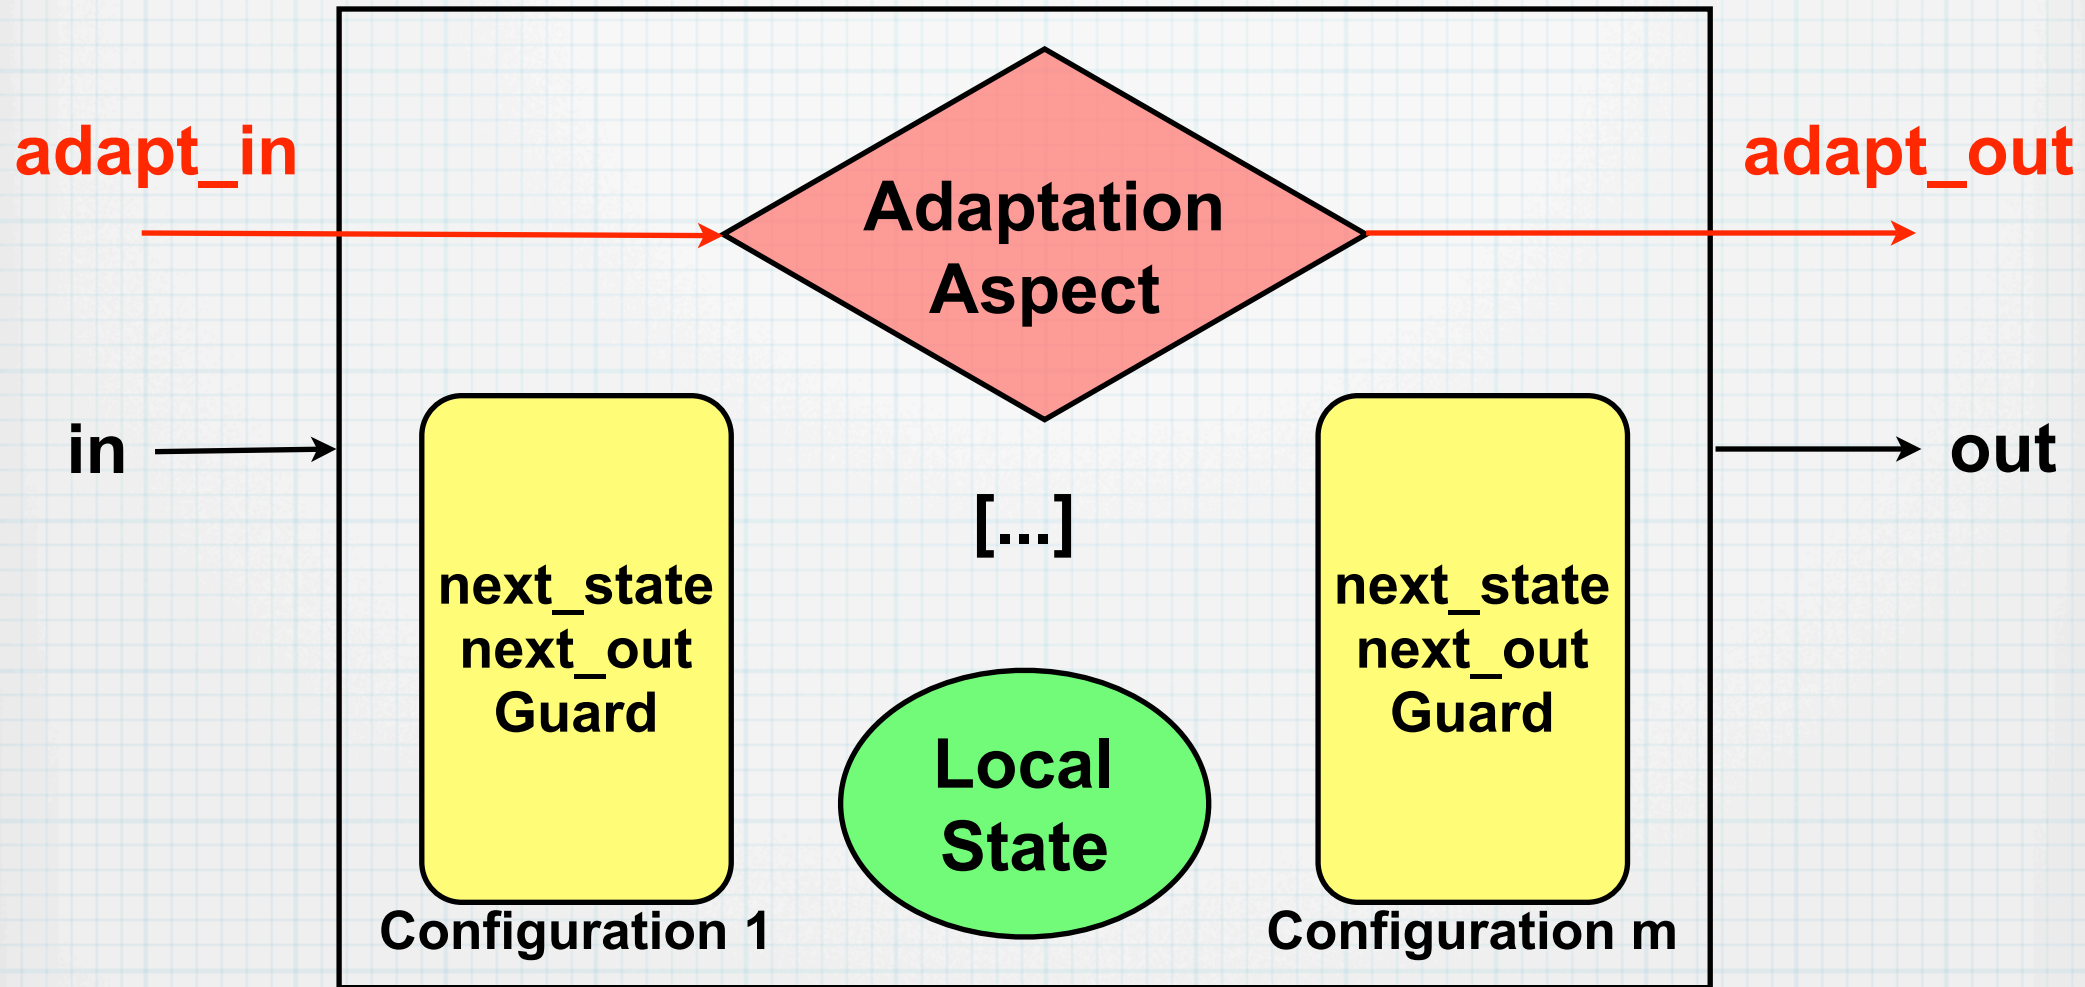 adapt_in
adapt_out
Adaptation
Aspect
in
out
[...]
next_state
next_out
Guard
next_state
next_out
Guard
Local
State
Configuration 1
Configuration m